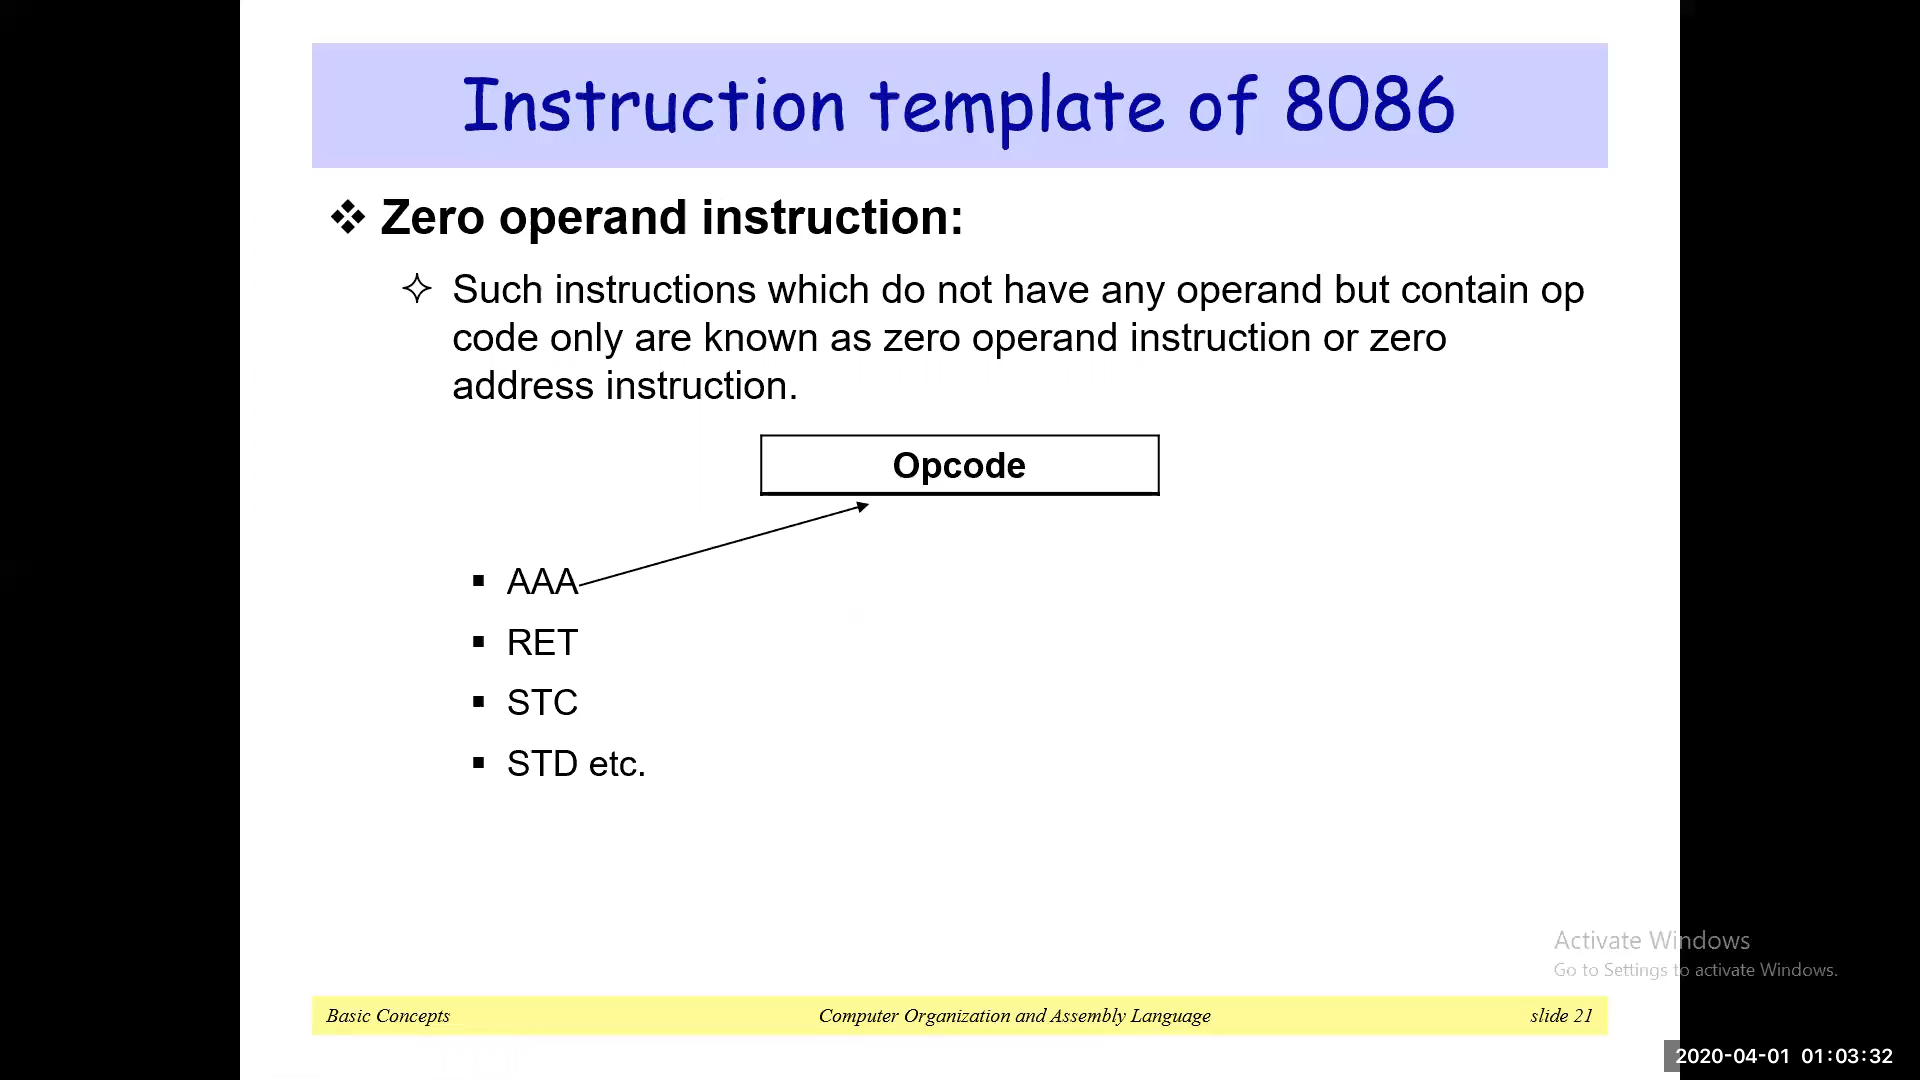 Instruction template of 8086
Zero operand instruction:
Such instructions which do not have any operand but contain op
code only are known as zero operand instruction or zero
address instruction.
Opcode
AAA
RET
STC
STD etc.
Activate Windows
Go to Settings to activate Windows.
Basic Concepts Computer Organization and Assembly Language slide 21
2020-04-01 01:03:32